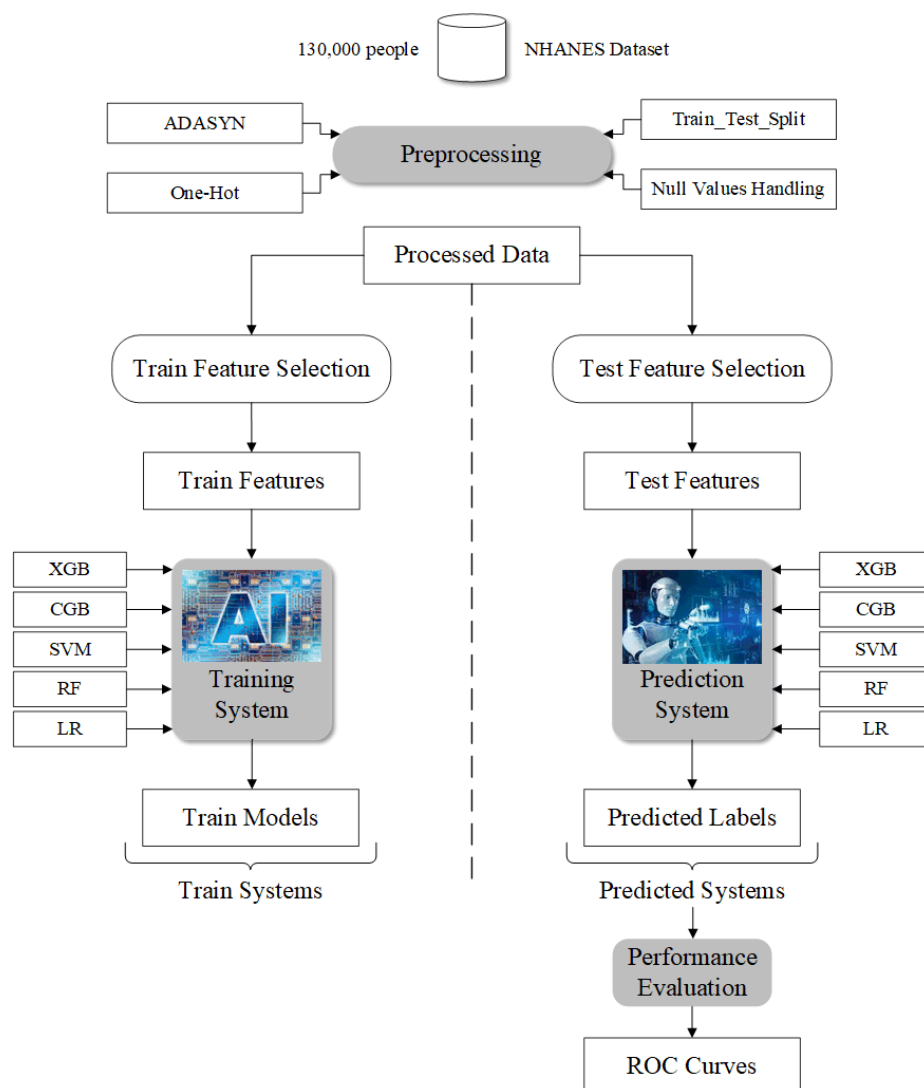 130,000 people
NHANES Dataset
ADASYN
Train_Test_Split
Preprocessing
One-Hot
Null Values Handling
Processed Data
Train Feature Selection
Test Feature Selection
Train Features
Test Features
XGB
CGB
SVM
RF
LR
AI
Training
System
Prediction
System
XGB
CGB
SVM
RF
LR
Train Models
Predicted Labels
Train Systems
Predicted Systems
Performance
Evaluation
ROC Curves